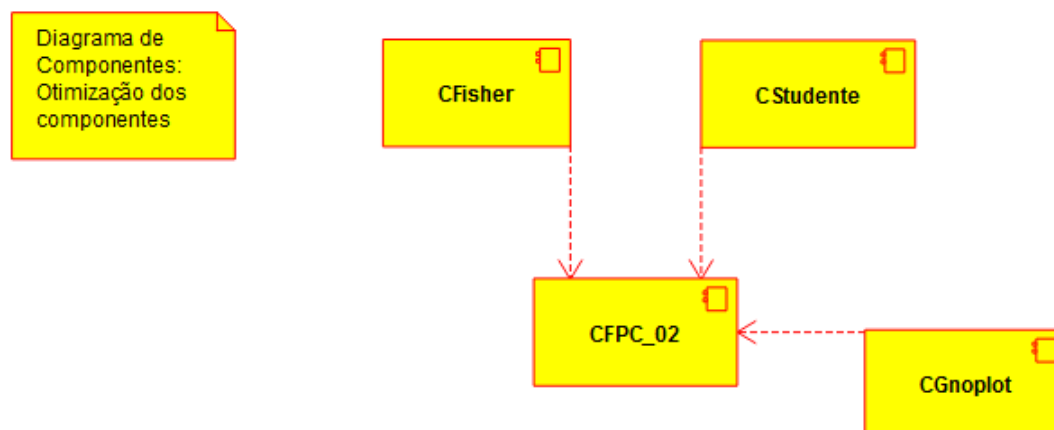 Diagrama de
Componentes:
Otimização dos
componentes
CFisher
CStudente
CFPC_02
CGnoplot